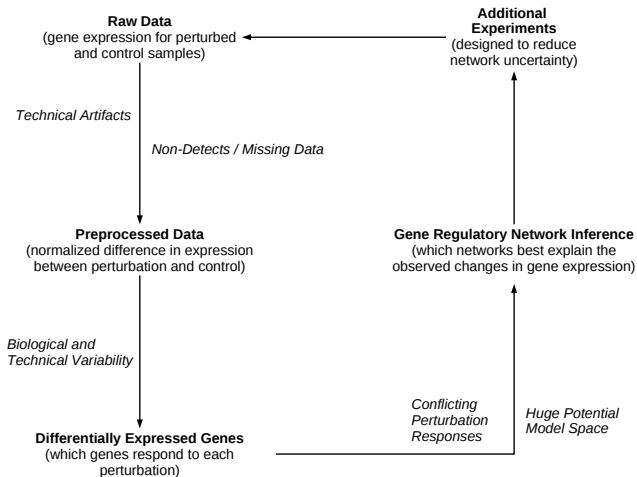 Raw Data
(gene expression for perturbed
and control samples)
Additional
Experiments
(designed to reduce
network uncertainty)
Technical Artifacts
Non-Detects / Missing Data
Preprocessed Data
(normalized difference in expression
between perturbation and control)
Gene Regulatory Network Inference
(which networks best explain the
observed changes in gene expression)
Biological and
Technical Variability
Conflicting
Perturbation
Responses
Huge Potential
Model Space
Differentially Expressed Genes
(which genes respond to each
perturbation)